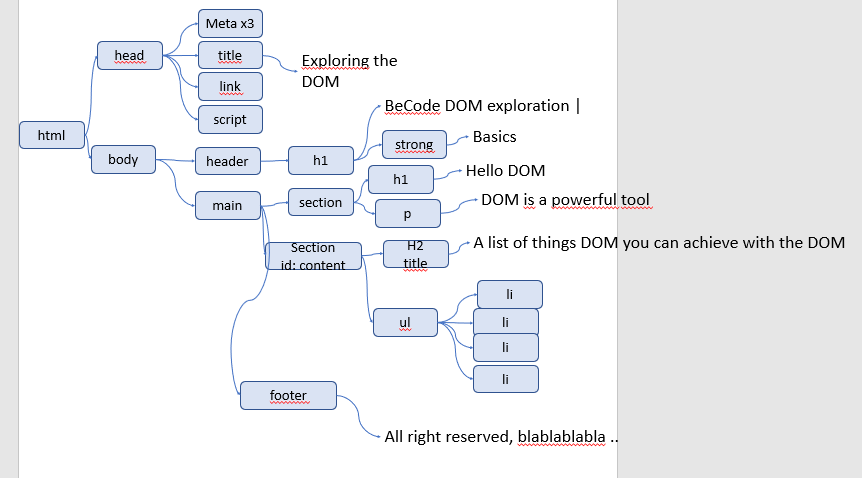 Meta x3
head
title
Exploring the
DOM
link
script
html
BeCode DOM exploration |
strong
Basics
body
header
h1
h1
Hello DOM
main
section
p
DOM is a powerful tool
Section
id: content
H2
title
A list of things DOM you can achieve with the DOM
ul
li
li
li
li
footer
All right reserved, blablablabla ..